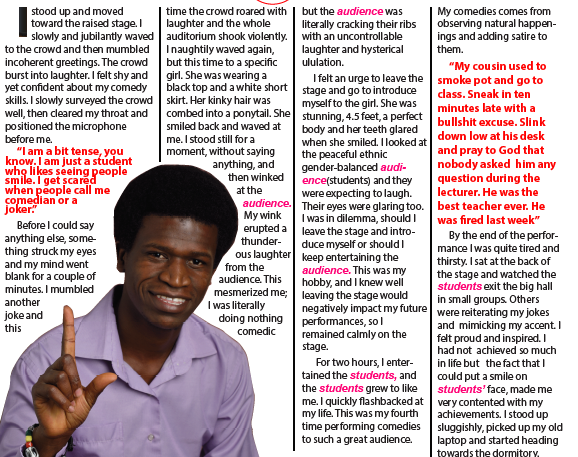 I stood up and moved
toward the raised stage. I
slowly and jubilantly waved
to the crowd and then mumbled
incoherent greetings. The crowd
burst into laughter. I felt shy and
yet confident about my comedy
skills. I slowly surveyed the crowd
well, then cleared my throat and
positioned the microphone
before me.
“I am a bit tense, you
know. I am just a student
who likes seeing people
smile. I get scared
when people call me
comedian or a
joker.”
Before I could say
anything else, some-
thing struck my eyes
and my mind went
blank for a couple of
minutes. I mumbled
another
joke and
this
time the crowd roared with
laughter and the whole
auditorium shook violently.
I naughtily waved again,
but this time to a specific
girl. She was wearing a
black top and a white short
skirt. Her kinky hair was
combed into a ponytail. She
smiled back and waved at
me. I stood still for a
moment, without saying
anything, and
then winked
at the
audience.
My wink
erupted a
thunder-
ous laughter
from the
audience. This
mesmerized me;
I was literally
doing nothing
comedic
but the audience was
literally cracking their ribs
with an uncontrollable
laughter and hysterical
ululation.
I felt an urge to leave the
stage and go to introduce
myself to the girl. She was
stunning, 4.5 feet, a perfect
body and her teeth glared
when she smiled. I looked at
the peaceful ethnic
gender-balanced audi-
ence(students) and they
were expecting to laugh.
Their eyes were glaring too.
I was in dilemma, should I
leave the stage and intro-
duce myself or should I
keep entertaining the
audience. This was my
hobby, and I knew well
leaving the stage would
negatively impact my future
performances, so I
remained calmly on the
stage.
For two hours, I enter-
tained the students, and
the students grew to like
me. I quickly flashbacked at
my life. This was my fourth
time performing comedies
to such a great audience.
My comedies comes from
observing natural happen-
ings and adding satire to
them.
“My cousin used to
smoke pot and go to
class. Sneak in ten
minutes late with a
bullshit excuse. Slink
down low at his desk
and pray to God that
nobody asked him any
question during the
lecturer. He was the
best teacher ever. He
was fired last week”
By the end of the perfor-
mance I was quite tired and
thirsty. I sat at the back of
the stage and watched the
students exit the big hall
in small groups. Others
were reiterating my jokes
and mimicking my accent. I
felt proud and inspired. I
had not achieved so much
in life but the fact that I
could put a smile on
students’ face, made me
very contented with my
achievements. I stood up
sluggishly, picked up my old
laptop and started heading
towards the dormitory.